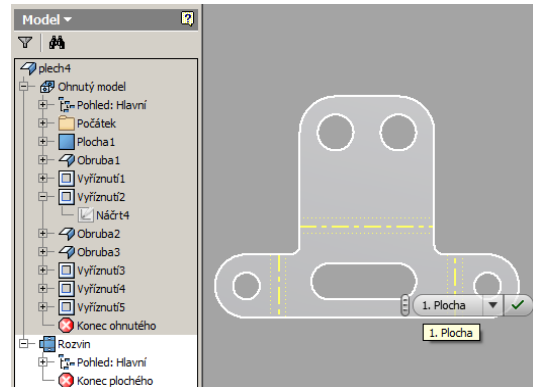 Model
plech4
Ohnutý model
Pohled: Hlavní
Počátek
Plocha1
Obruba1
Vyříznutí1
Vyříznutí2
Náčrt4
Obruba2
Obruba3
Vyříznutí3
Vyříznutí4
Vyříznutí5
Konec ohnutého
Rozvin
Pohled: Hlavní
Konec plochého
1. Plocha
1. Plocha